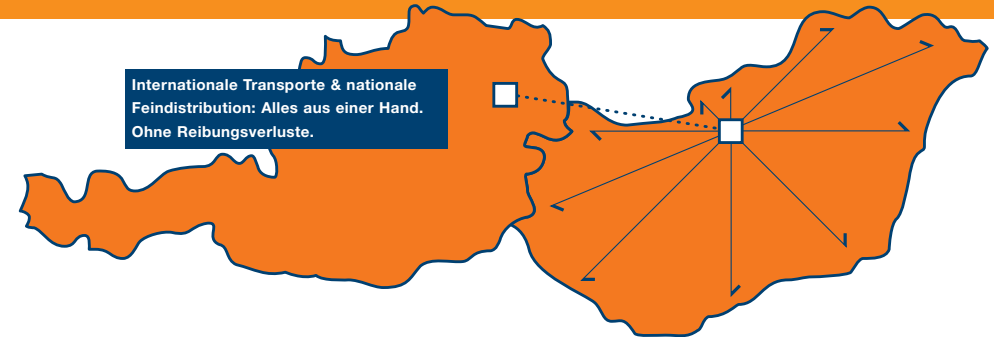 Internationale Transporte & nationale
Feindistribution: Alles aus einer Hand.
Ohne Reibungsverluste.